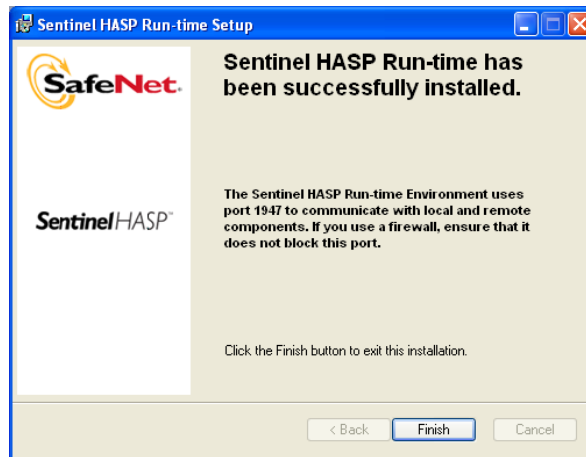 Sentinel HASP Run-time Setup
SafeNet.
Sentinel HASP Run-time has
been successfully installed.
SentinelHASP™
The Sentinel HASP Run-time Environment uses
port 1947 to communicate with local and remote
components. If you use a firewall, ensure that it
does not block this port.
Click the Finish button to exit this installation.
< Back
Finish
Cancel